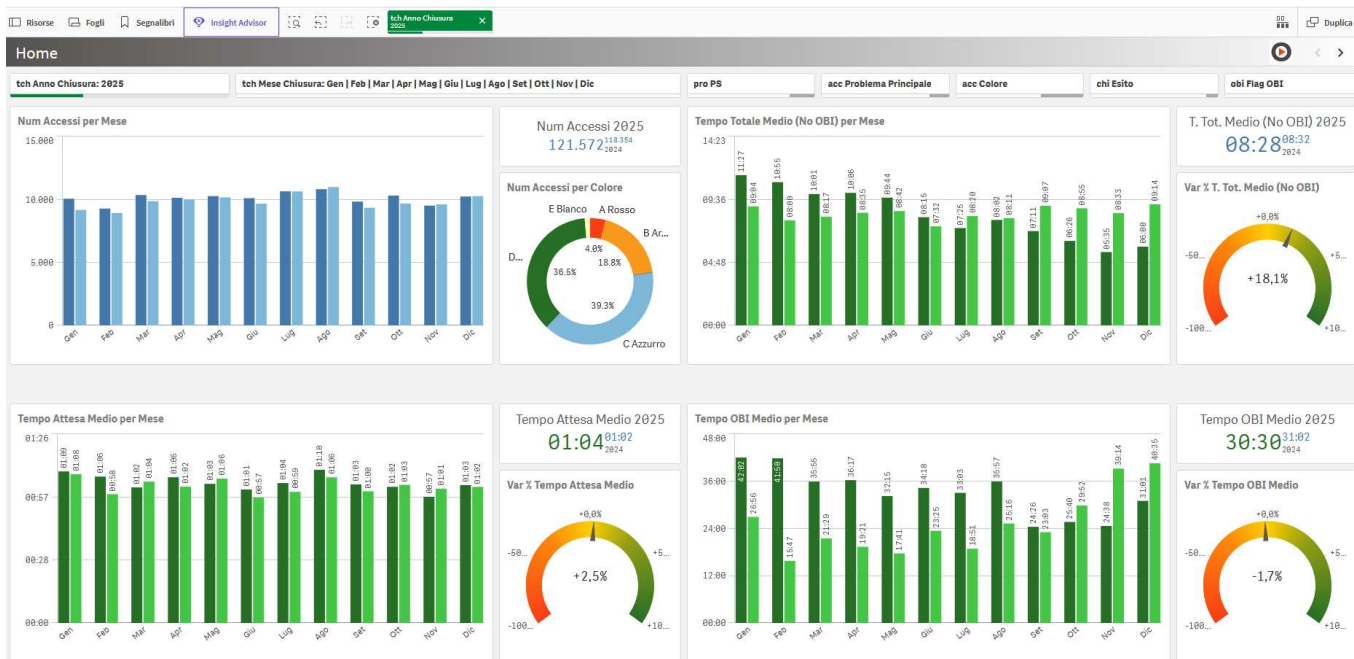 Risorse Fogli Segnalibri Insight Advisor tch Anno Chiusura Duplica
2025
Home
tch Anno Chiusura: 2025 tch Mese Chiusura: Gen | Feb | Mar | Apr | Mag | Giu | Lug | Ago | Set | Ott | Nov | Dic pro PS acc Problema Principale acc Colore chi Esito obi Flag OBI
Num Accessi per Mese
15.000
10.000
5.000
0
Gen Feb Mar Apr Mag Giu Lug Ago Set Ott Nov Dic
Num Accessi 2025
121.572 118.354
2024
Num Accessi per Colore
E Bianco A Rosso
B Ar...
D...
4.0%
18.8%
36.5%
39.3%
C Azzurro
Tempo Totale Medio (No OBI) per Mese
14:23
09:36
04:48
00:00
11:27 09:04 10:55 08:00 10:01 08:17 10:06 08:35 09:44 08:42 08:15 07:32 07:25 08:20 08:02 08:11 07:11 09:07 06:26 08:55 05:35 08:33 06:00 09:14
Gen Feb Mar Apr Mag Giu Lug Ago Set Ott Nov Dic
T. Tot. Medio (No OBI) 2025
08:28 08:32
2024
Var % T. Tot. Medio (No OBI)
+0,0%
-50... +5...
+18,1%
-100... +10...
Tempo Attesa Medio per Mese
01:26
00:57
00:28
00:00
01:09 01:08 01:06 00:58 01:02 01:04 01:06 01:02 01:03 01:06 01:01 00:57 01:04 00:59 01:10 01:06 01:03 01:00 01:02 01:03 00:57 01:01 01:03 01:02
Gen Feb Mar Apr Mag Giu Lug Ago Set Ott Nov Dic
Tempo Attesa Medio 2025
01:04 01:02
2024
Var % Tempo Attesa Medio
+0,0%
-50... +5...
+2,5%
-100... +10...
Tempo OBI Medio per Mese
48:00
36:00
24:00
12:00
00:00
42:02 26:56 41:50 15:47 35:55 21:29 36:17 19:21 32:15 17:41 34:18 23:25 33:03 18:51 35:57 25:16 24:26 23:03 25:40 29:52 24:38 39:14 31:01 40:35
Gen Feb Mar Apr Mag Giu Lug Ago Set Ott Nov Dic
Tempo OBI Medio 2025
30:30 31:02
2024
Var % Tempo OBI Medio
+0,0%
-50... +5...
-1,7%
-100... +10...